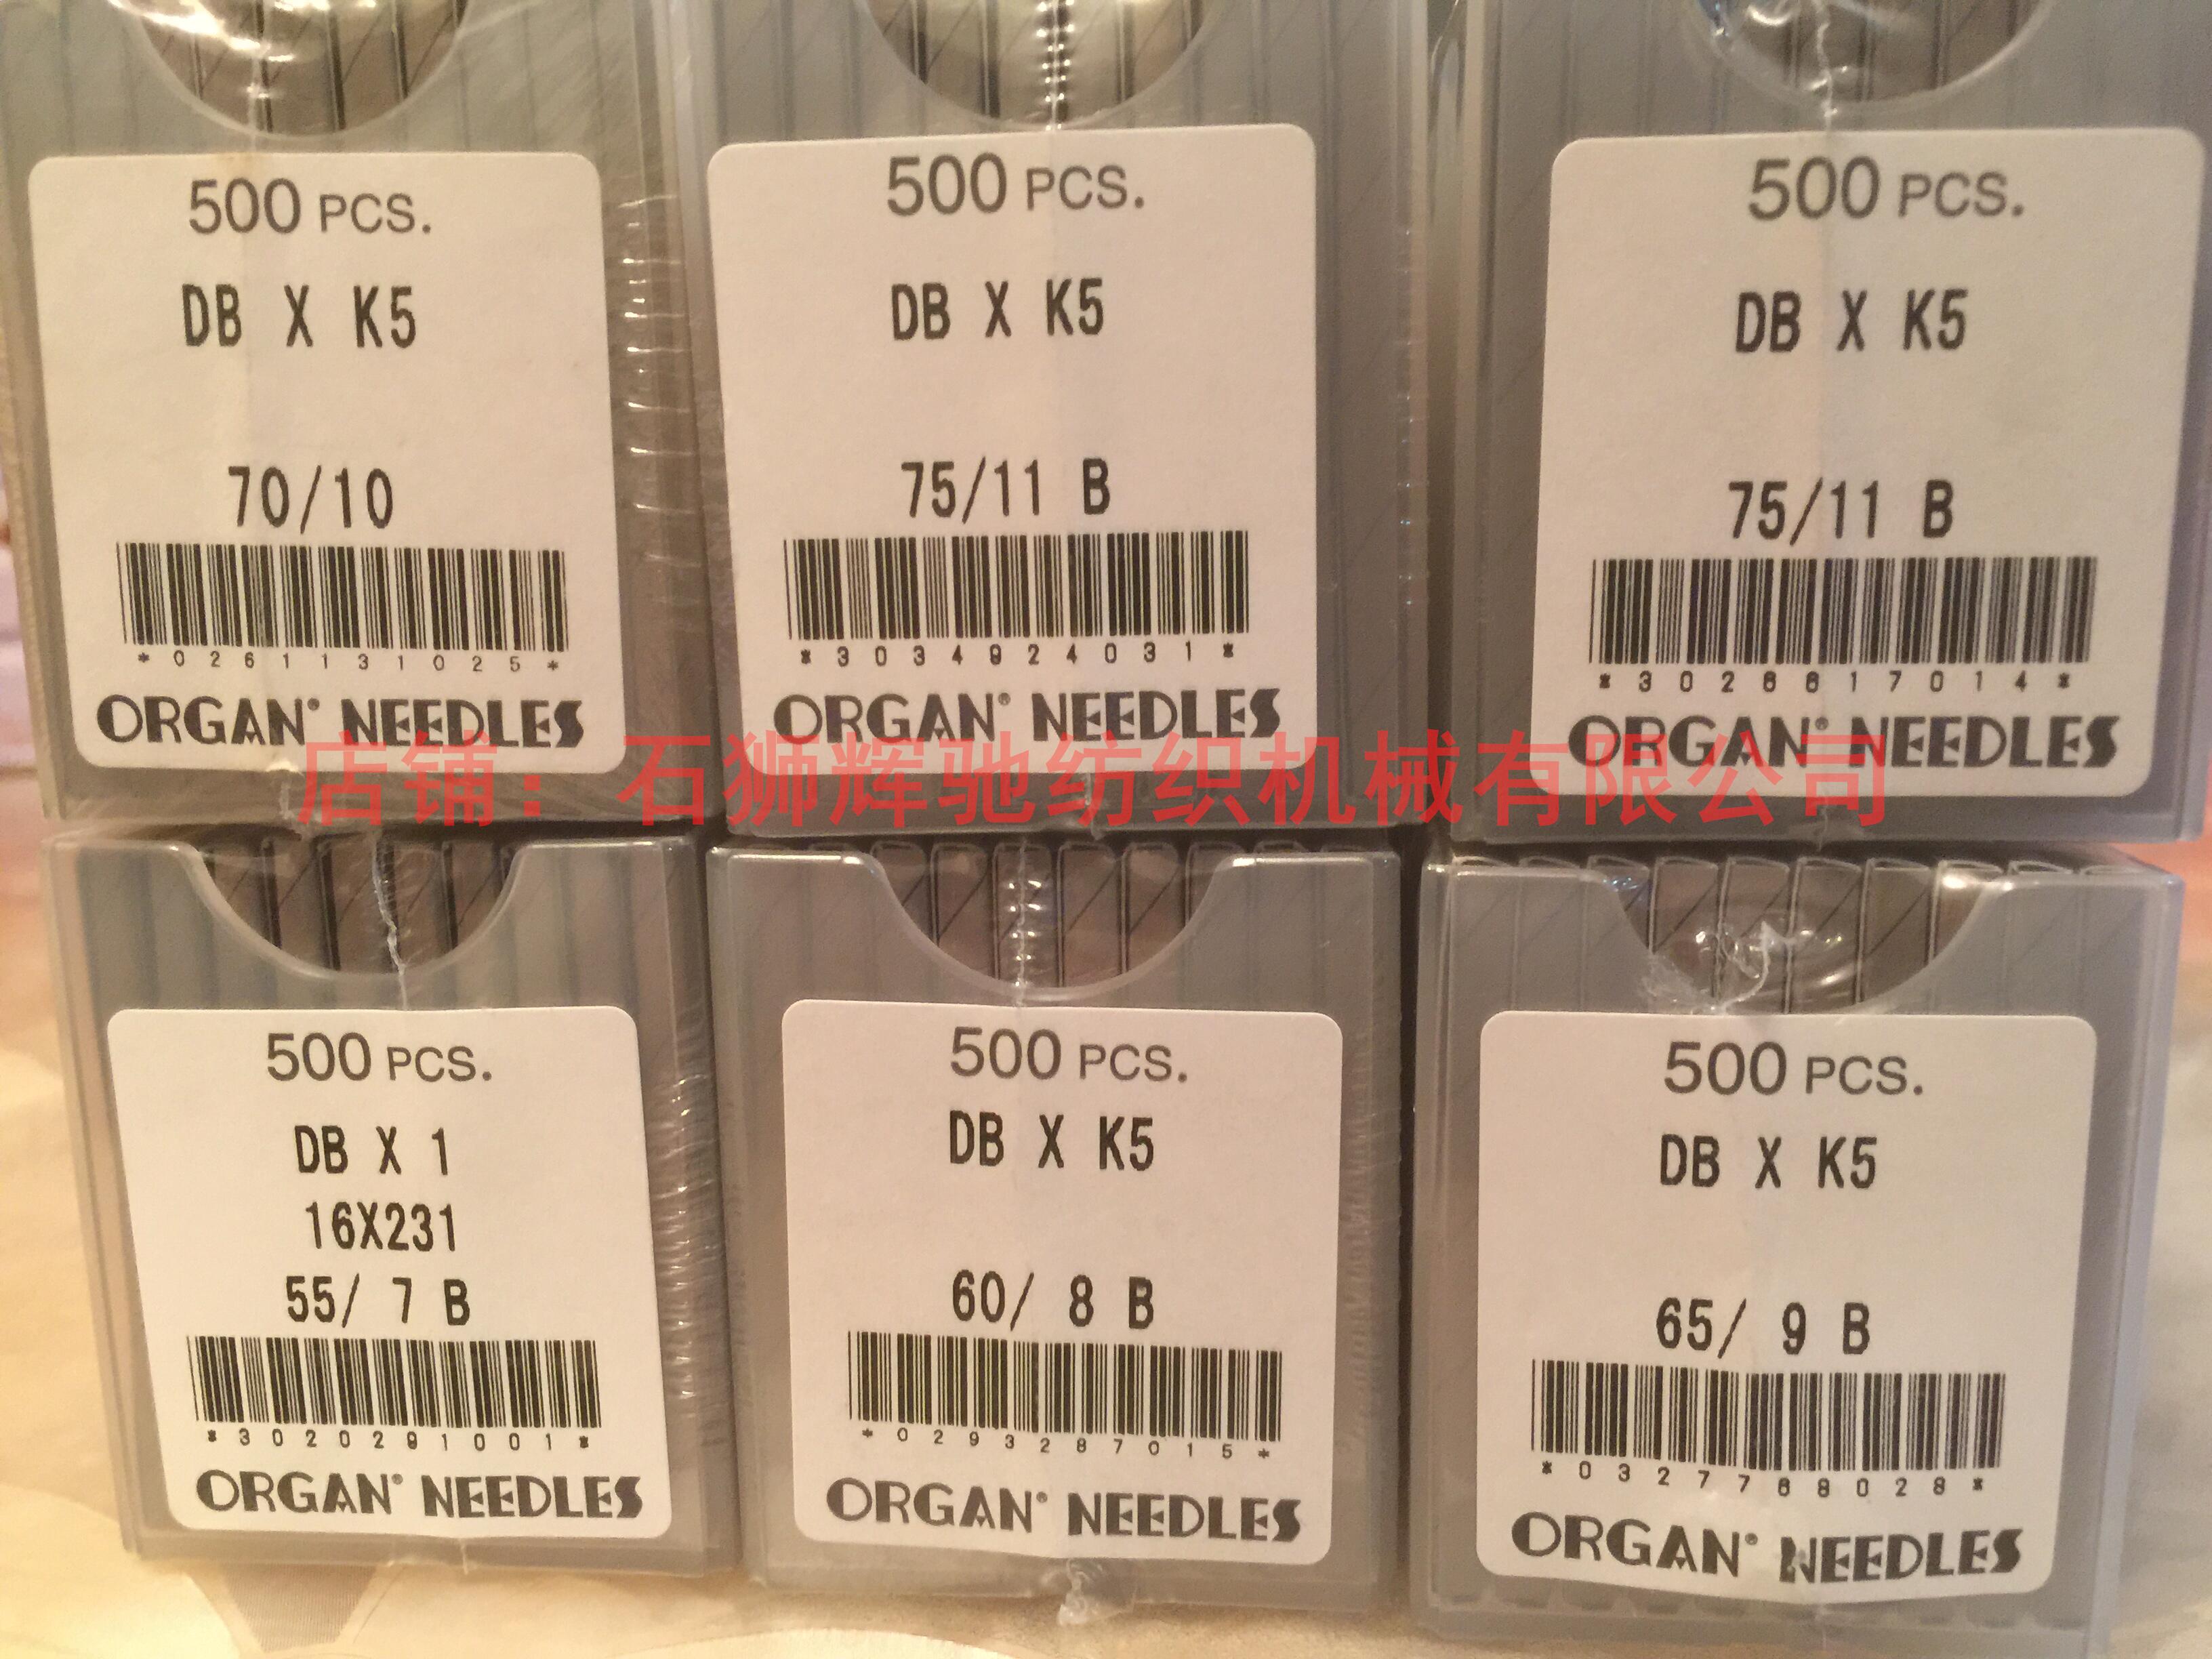 500 PCS.
DB X K5
70/10
*0261131025*
ORGAN® NEEDLES
500 PCS.
DB X K5
75/11 B
*3034924031*
ORGAN® NEEDLES
500 PCS.
DB X K5
75/11 B
ORGAN® NEEDLES
店铺：石狮辉驰纺织机械有限公司
500 PCS.
DB X 1
16X231
55/ 7 B
*3020291001*
ORGAN® NEEDLES
500 PCS.
DB X K5
60/ 8 B
*0293287015*
ORGAN® NEEDLES
500 PCS.
DB X K5
65/ 9 B
ORGAN® NEEDLES